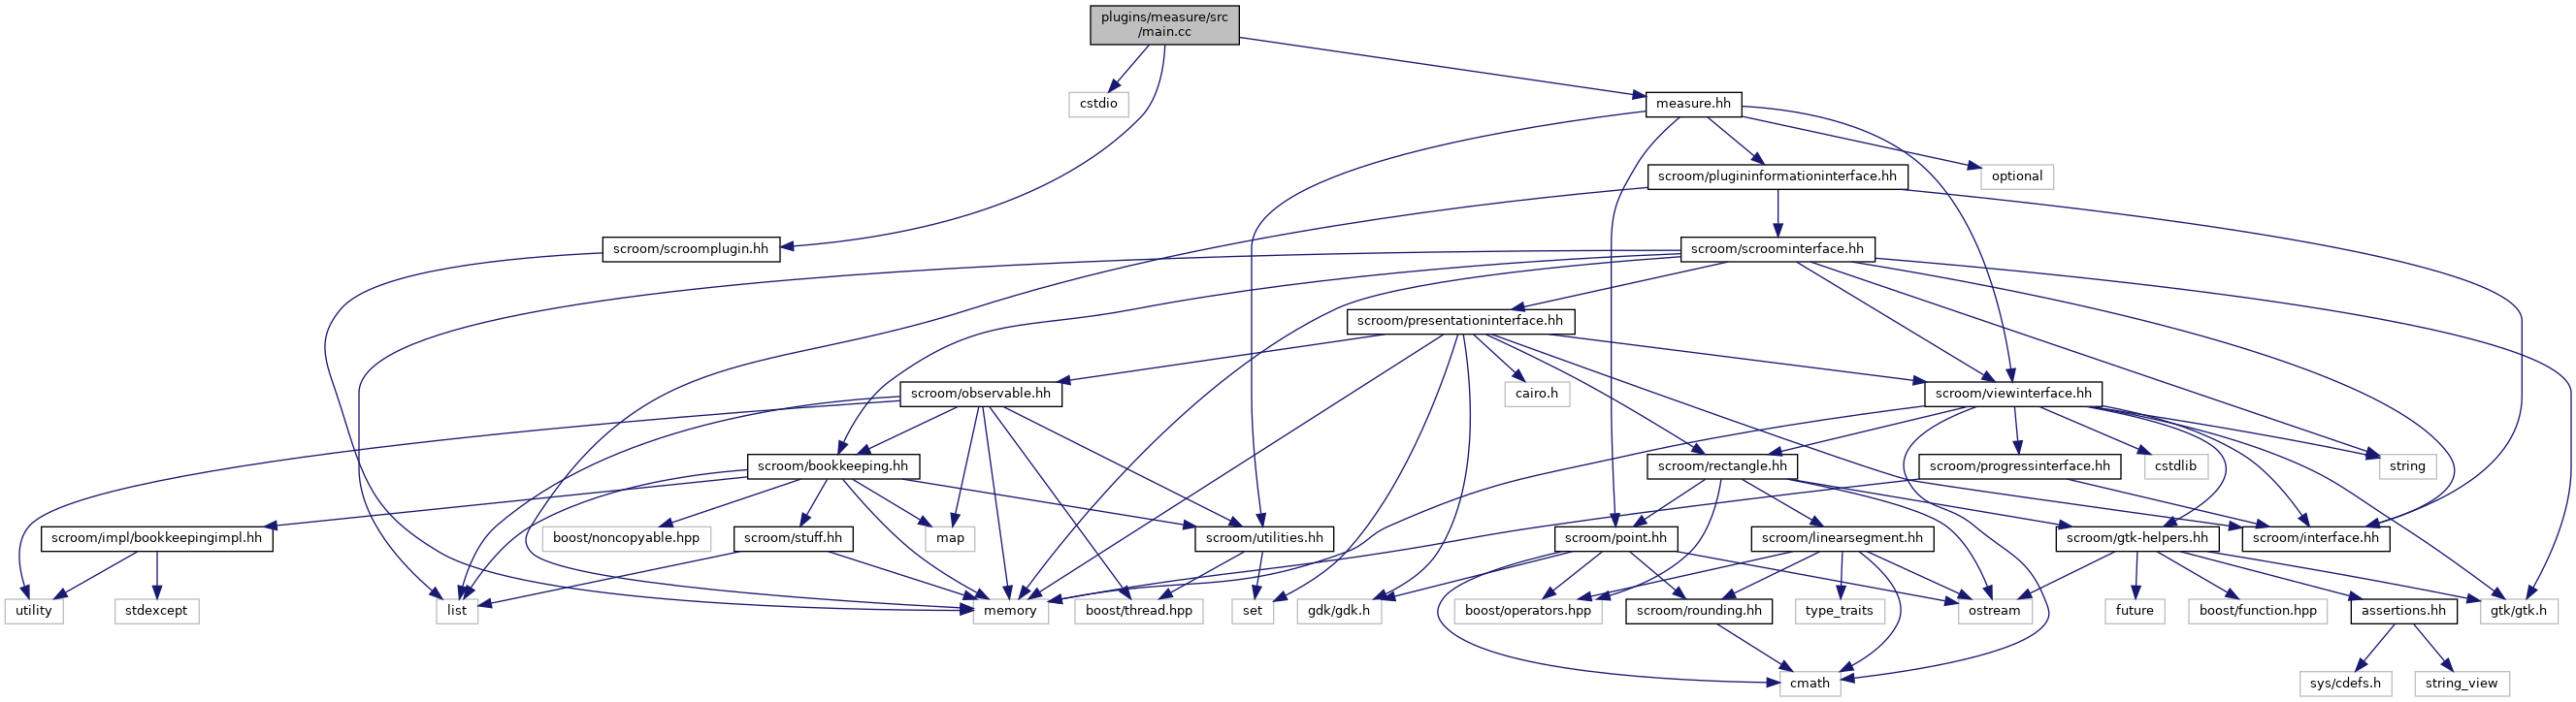 plugins/measure/src
/main.cc
cstdio
measure.hh
scroom/plugininformationinterface.hh
optional
scroom/scroomplugin.hh
scroom/scroominterface.hh
scroom/presentationinterface.hh
scroom/observable.hh
cairo.h
scroom/viewinterface.hh
scroom/bookkeeping.hh
scroom/rectangle.hh
scroom/progressinterface.hh
cstdlib
string
scroom/impl/bookkeepingimpl.hh
boost/noncopyable.hpp
scroom/stuff.hh
map
scroom/utilities.hh
scroom/point.hh
scroom/linearsegment.hh
scroom/gtk-helpers.hh
scroom/interface.hh
utility
stdexcept
list
memory
boost/thread.hpp
set
gdk/gdk.h
boost/operators.hpp
scroom/rounding.hh
type_traits
ostream
future
boost/function.hpp
assertions.hh
gtk/gtk.h
cmath
sys/cdefs.h
string_view